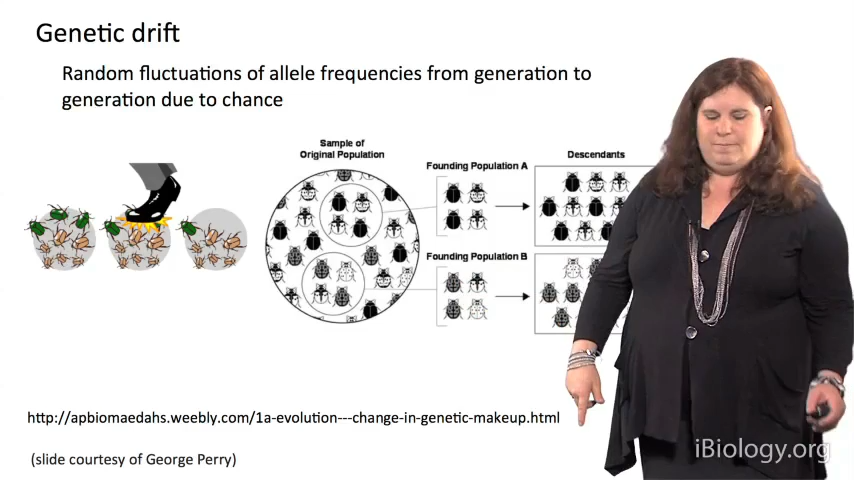 Genetic drift
Random fluctuations of allele frequencies from generation to
generation due to chance
Sample of
Original Population
Founding Population A
Descendants
Founding Population B
http://apbiomaedahs.weebly.com/1a-evolution---change-in-genetic-makeup.html
(slide courtesy of George Perry)
iBiology.org